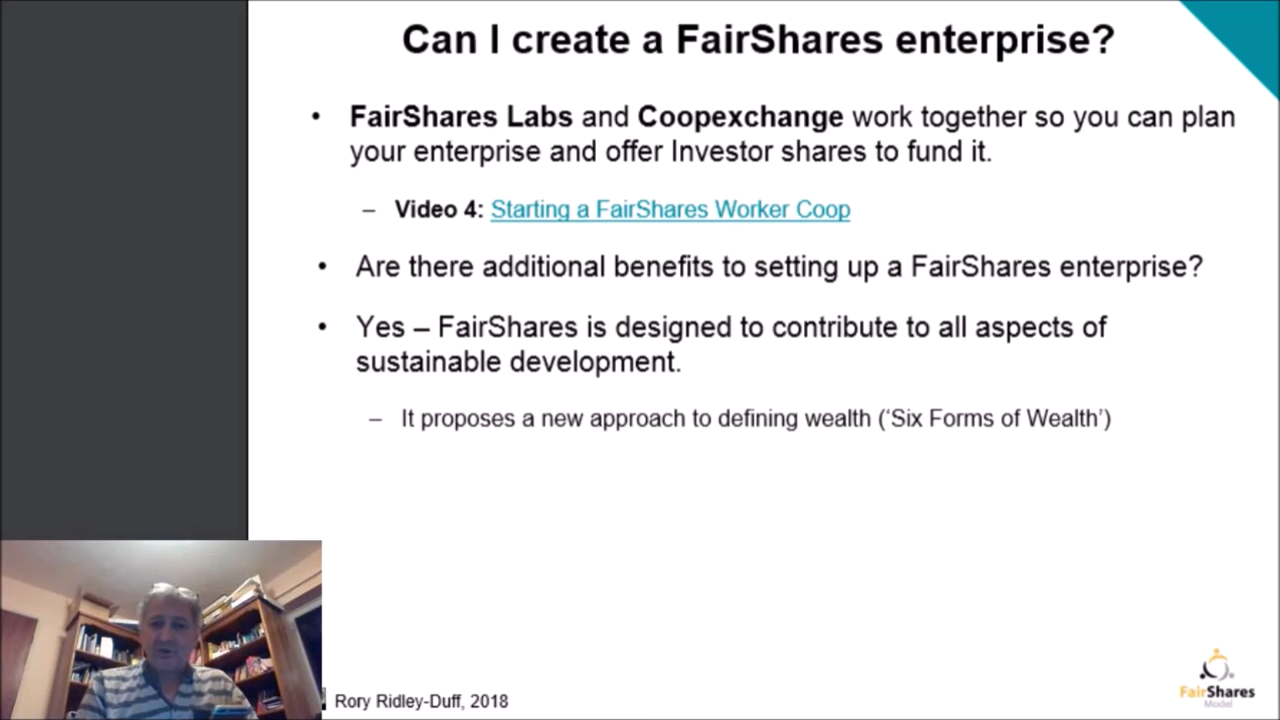 Can I create a FairShares enterprise?
• FairShares Labs and Coopexchange work together so you can plan
your enterprise and offer Investor shares to fund it.
– Video 4: Starting a FairShares Worker Coop
• Are there additional benefits to setting up a FairShares enterprise?
• Yes – FairShares is designed to contribute to all aspects of
sustainable development.
– It proposes a new approach to defining wealth (‘Six Forms of Wealth’)
Rory Ridley-Duff, 2018
FairShares
Model